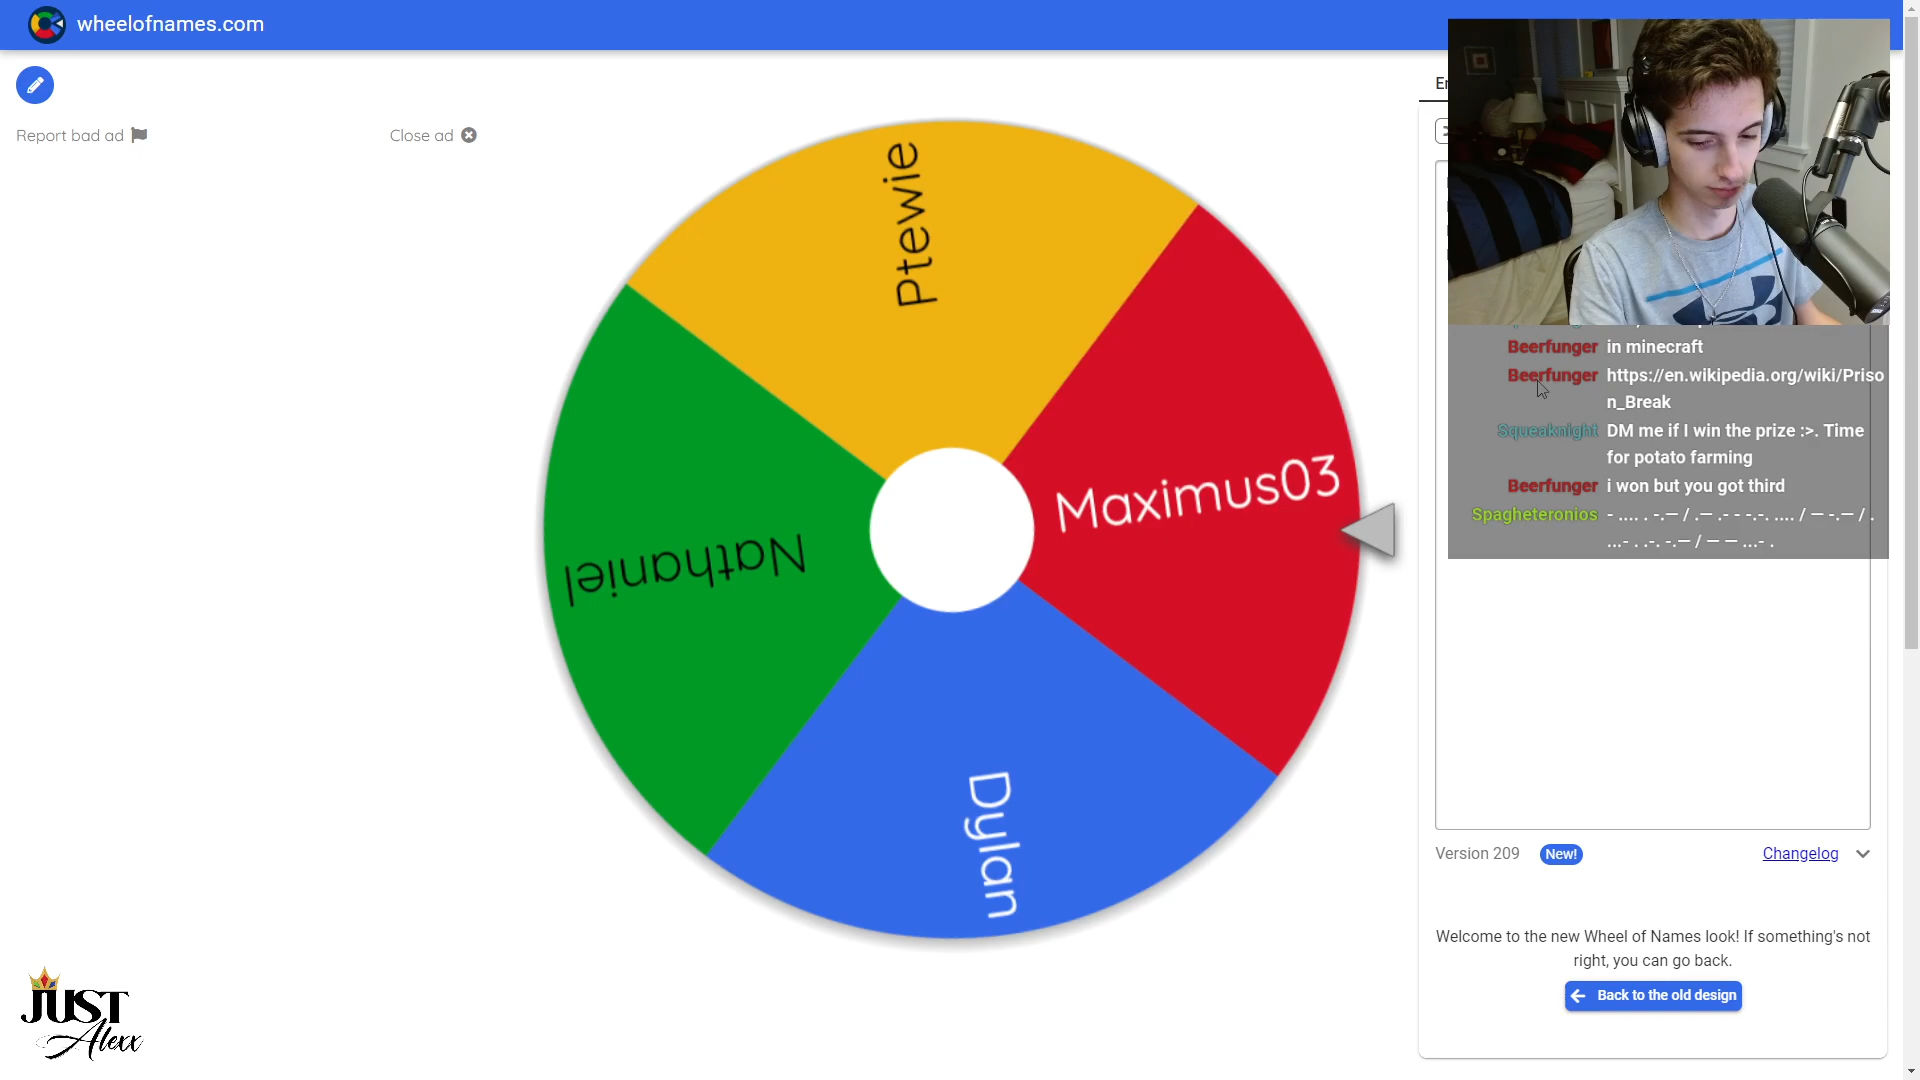 wheelofnames.com
Report bad ad
Close ad
Ptewie
Maximus03
Nathaniel
Dylan
Beerfunger in minecraft
Beerfunger https://en.wikipedia.org/wiki/Priso
n_Break
Squeaknight DM me if I win the prize :>. Time
for potato farming
Beerfunger i won but you got third
Spagheteronios
Version 209 New! Changelog
Welcome to the new Wheel of Names look! If something's not
right, you can go back.
Back to the old design
JUST
Alexx